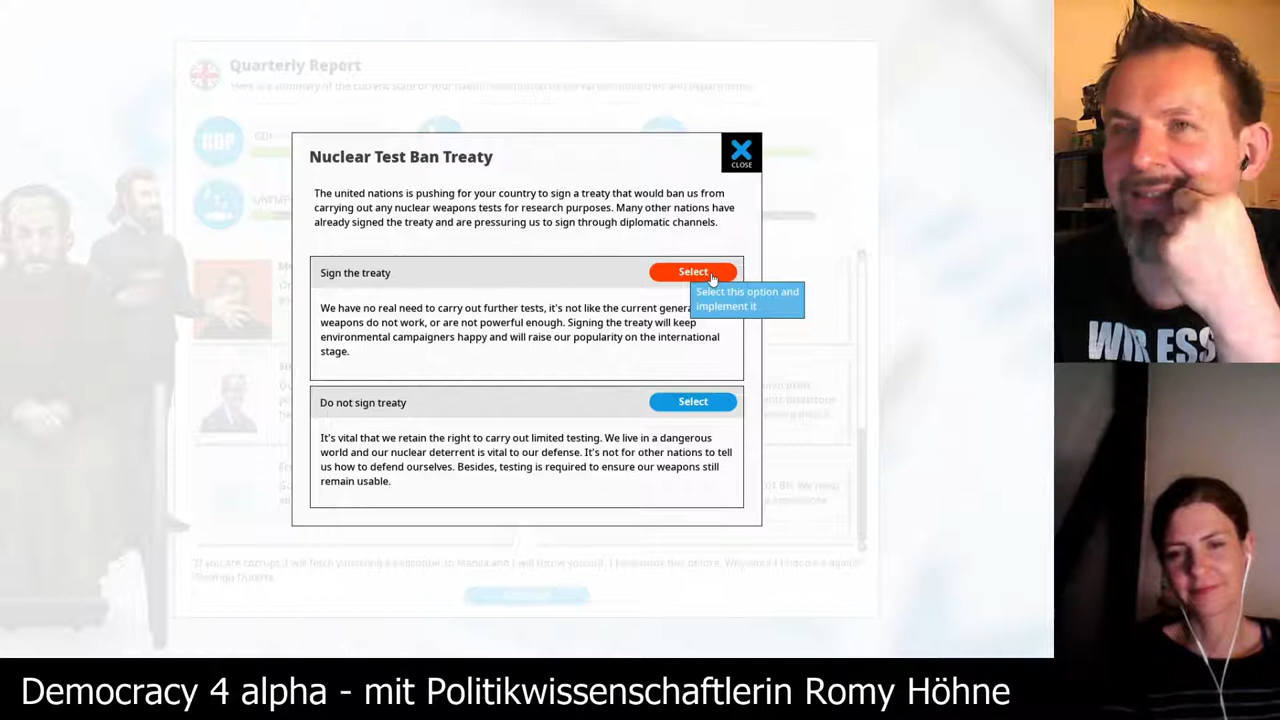 Quarterly Report
Nuclear Test Ban Treaty
CLOSE
The united nations is pushing for your country to sign a treaty that would ban us from
carrying out any nuclear weapons tests for research purposes. Many other nations have
already signed the treaty and are pressuring us to sign through diplomatic channels.
Sign the treaty
Select
Select this option and
implement it
We have no real need to carry out further tests, it's not like the current genera
weapons do not work, or are not powerful enough. Signing the treaty will keep
environmental campaigners happy and will raise our popularity on the international
stage.
Do not sign treaty
Select
It's vital that we retain the right to carry out limited testing. We live in a dangerous
world and our nuclear deterrent is vital to our defense. It's not for other nations to tell
us how to defend ourselves. Besides, testing is required to ensure our weapons still
remain usable.
WIR ESS
Democracy 4 alpha - mit Politikwissenschaftlerin Romy Höhne